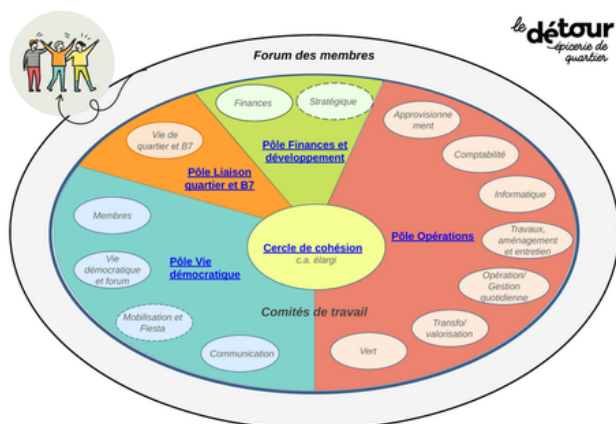 le
détour
épicerie de
quartier
Forum des membres
Finances
Stratégique
Pôle Finances et
développement
Vie de
quartier et B7
Pôle Liaison
quartier et B7
Approvisionne
ment
Comptabilité
Informatique
Travaux,
aménagement
et entretien
Opération/
Gestion
quotidienne
Transfo/
valorisation
Vert
Pôle Opérations
Cercle de cohésion
c.a. élargi
Membres
Vie
démocratique
et forum
Mobilisation et
Fiesta
Communication
Pôle Vie
démocratique
Comités de travail